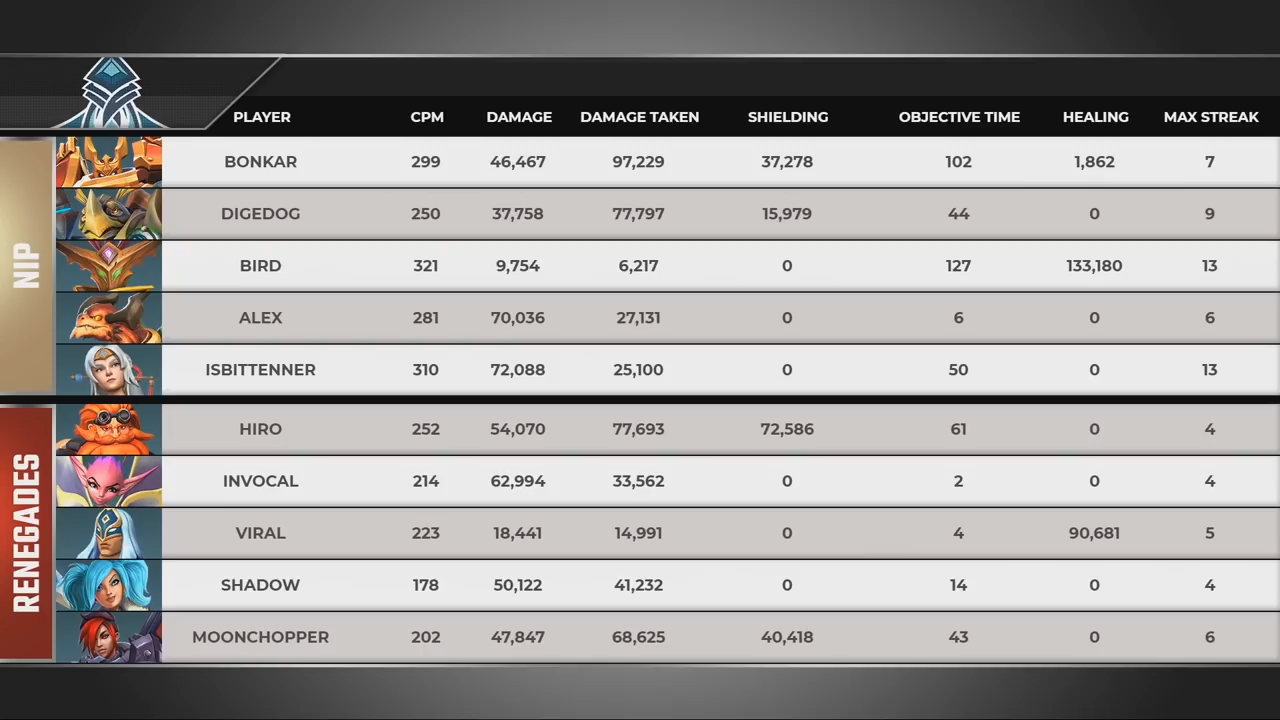 PLAYER CPM DAMAGE DAMAGE TAKEN SHIELDING OBJECTIVE TIME HEALING MAX STREAK
NIP
BONKAR 299 46,467 97,229 37,278 102 1,862 7
DIGEDOG 250 37,758 77,797 15,979 44 0 9
BIRD 321 9,754 6,217 0 127 133,180 13
ALEX 281 70,036 27,131 0 6 0 6
ISBITTENNER 310 72,088 25,100 0 50 0 13
RENEGADES
HIRO 252 54,070 77,693 72,586 61 0 4
INVOCAL 214 62,994 33,562 0 2 0 4
VIRAL 223 18,441 14,991 0 4 90,681 5
SHADOW 178 50,122 41,232 0 14 0 4
MOONCHOPPER 202 47,847 68,625 40,418 43 0 6